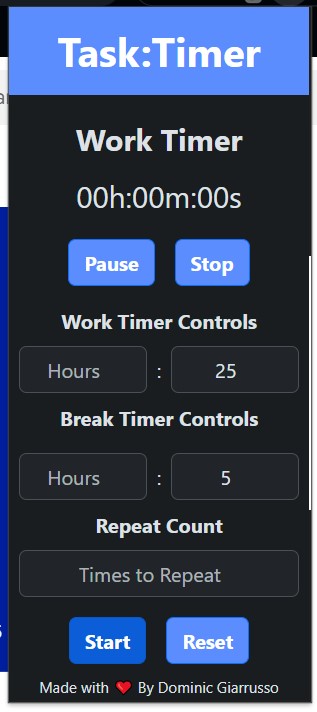 Task:Timer
Work Timer
00h:00m:00s
Pause Stop
Work Timer Controls
Hours : 25
Break Timer Controls
Hours : 5
Repeat Count
Times to Repeat
Start Reset
Made with ❤️ By Dominic Giarrusso